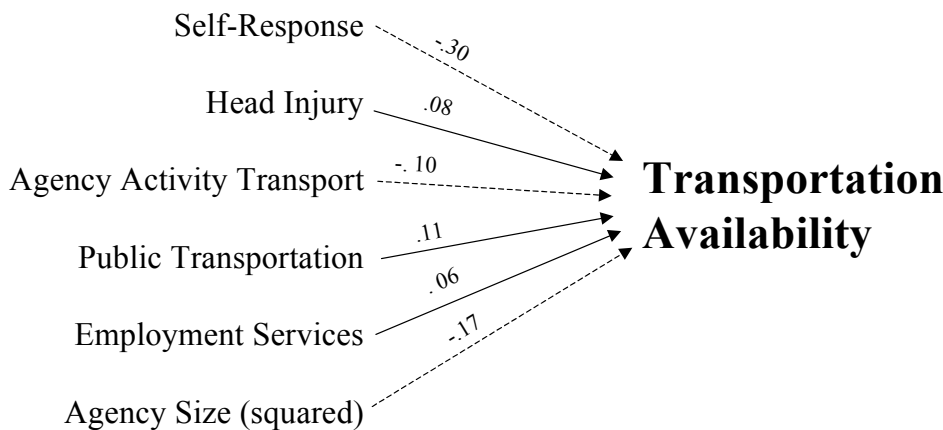 Self-Response
-.30
Head Injury
.08
Agency Activity Transport
-. 10
Transportation
Availability
Public Transportation
.11
Employment Services
.06
Agency Size (squared)
-.17